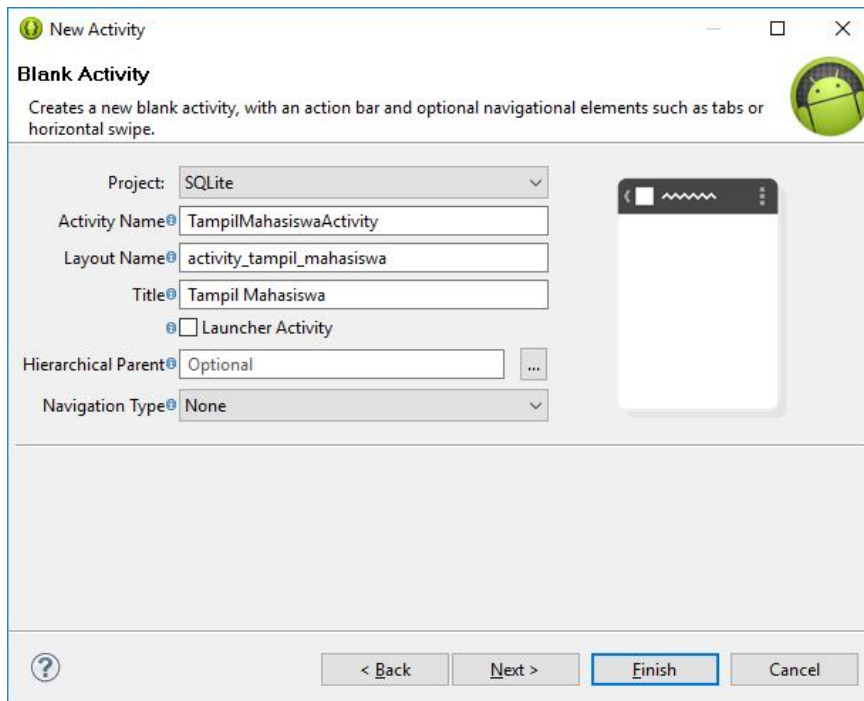 New Activity
Blank Activity
Creates a new blank activity, with an action bar and optional navigational elements such as tabs or
horizontal swipe.
Project: SQLite
Activity Name TampilMahasiswaActivity
Layout Name activity_tampil_mahasiswa
Title Tampil Mahasiswa
Launcher Activity
Hierarchical Parent Optional ...
Navigation Type None
? < Back Next > Finish Cancel